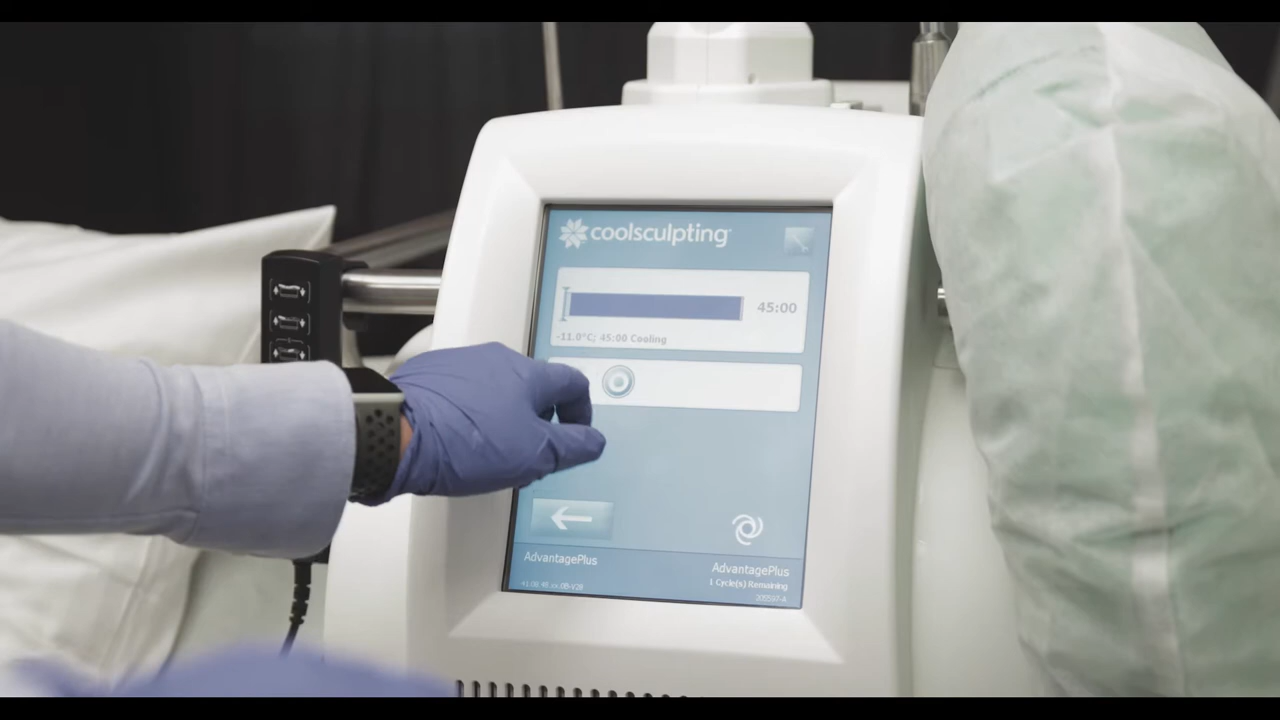 coolsculpting
45:00
-11.0°C; 45:00 Cooling
AdvantagePlus
AdvantagePlus
1 Cycle(s) Remaining